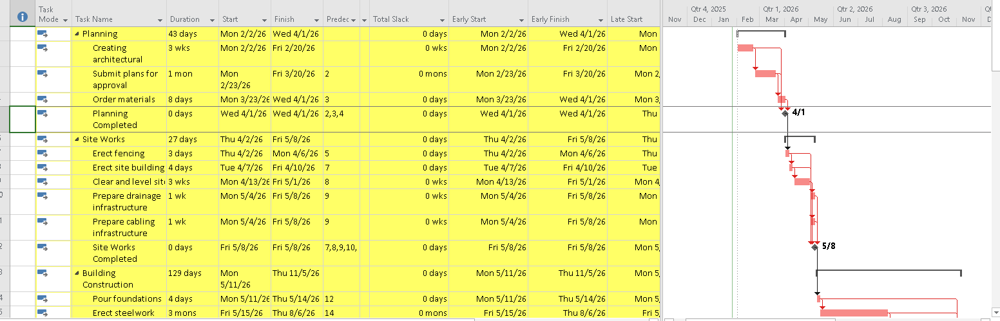 Task Mode Task Name Duration Start Finish Predec Total Slack Early Start Early Finish Late Start
Qtr 4, 2025 Qtr 1, 2026 Qtr 2, 2026 Qtr 3, 2026
Nov Dec Jan Feb Mar Apr May Jun Jul Aug Sep Oct Nov
Planning 43 days Mon 2/2/26 Wed 4/1/26 0 days Mon 2/2/26 Wed 4/1/26 Mon
Creating architectural 3 wks Mon 2/2/26 Fri 2/20/26 0 wks Mon 2/2/26 Fri 2/20/26 Mon
Submit plans for approval 1 mon Mon 2/23/26 Fri 3/20/26 2 0 mons Mon 2/23/26 Fri 3/20/26 Mon 2,
Order materials 8 days Mon 3/23/26 Wed 4/1/26 3 0 days Mon 3/23/26 Wed 4/1/26 Mon 3,
Planning Completed 0 days Wed 4/1/26 Wed 4/1/26 2,3,4 0 days Wed 4/1/26 Wed 4/1/26 Thu 4/1
Site Works 27 days Thu 4/2/26 Fri 5/8/26 0 days Thu 4/2/26 Fri 5/8/26 Thu
Erect fencing 3 days Thu 4/2/26 Mon 4/6/26 5 0 days Thu 4/2/26 Mon 4/6/26 Thu
Erect site building 4 days Tue 4/7/26 Fri 4/10/26 7 0 days Tue 4/7/26 Fri 4/10/26 Tue
Clear and level site 3 wks Mon 4/13/26 Fri 5/1/26 8 0 wks Mon 4/13/26 Fri 5/1/26 Mon 4,
Prepare drainage infrastructure 1 wk Mon 5/4/26 Fri 5/8/26 9 0 wks Mon 5/4/26 Fri 5/8/26 Mon
Prepare cabling infrastructure 1 wk Mon 5/4/26 Fri 5/8/26 9 0 wks Mon 5/4/26 Fri 5/8/26 Mon
Site Works Completed 0 days Fri 5/8/26 Fri 5/8/26 7,8,9,10, 0 days Fri 5/8/26 Fri 5/8/26 Mon 5, 5/8
Building Construction 129 days Mon 5/11/26 Thu 11/5/26 0 days Mon 5/11/26 Thu 11/5/26 Mon 5,
Pour foundations 4 days Mon 5/11/26 Thu 5/14/26 12 0 days Mon 5/11/26 Thu 5/14/26 Mon 5,
Erect steelwork 3 mons Fri 5/15/26 Thu 8/6/26 14 0 mons Fri 5/15/26 Thu 8/6/26 Fri 5,